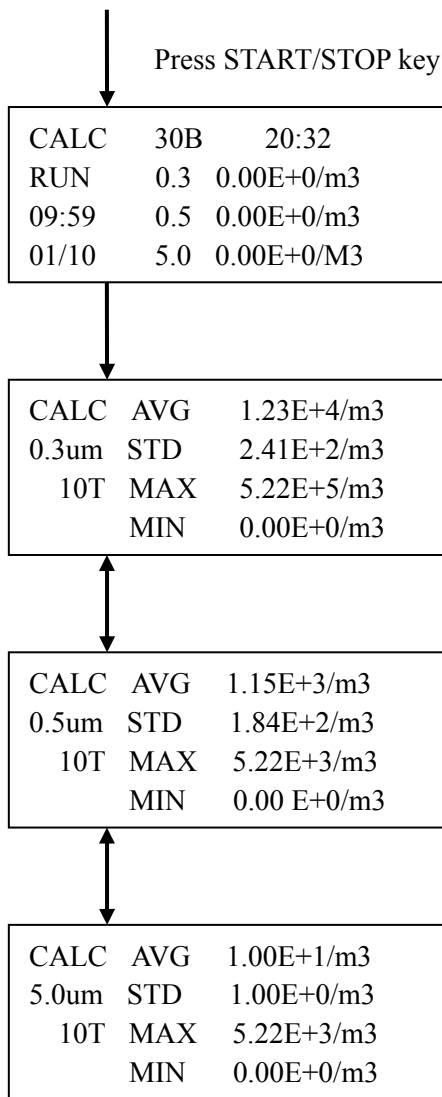 Press START/STOP key
CALC 30B 20:32
RUN 0.3 0.00E+0/m3
09:59 0.5 0.00E+0/m3
01/10 5.0 0.00E+0/M3
CALC AVG 1.23E+4/m3
0.3um STD 2.41E+2/m3
10T MAX 5.22E+5/m3
MIN 0.00E+0/m3
CALC AVG 1.15E+3/m3
0.5um STD 1.84E+2/m3
10T MAX 5.22E+3/m3
MIN 0.00 E+0/m3
CALC AVG 1.00E+1/m3
5.0um STD 1.00E+0/m3
10T MAX 5.22E+3/m3
MIN 0.00E+0/m3